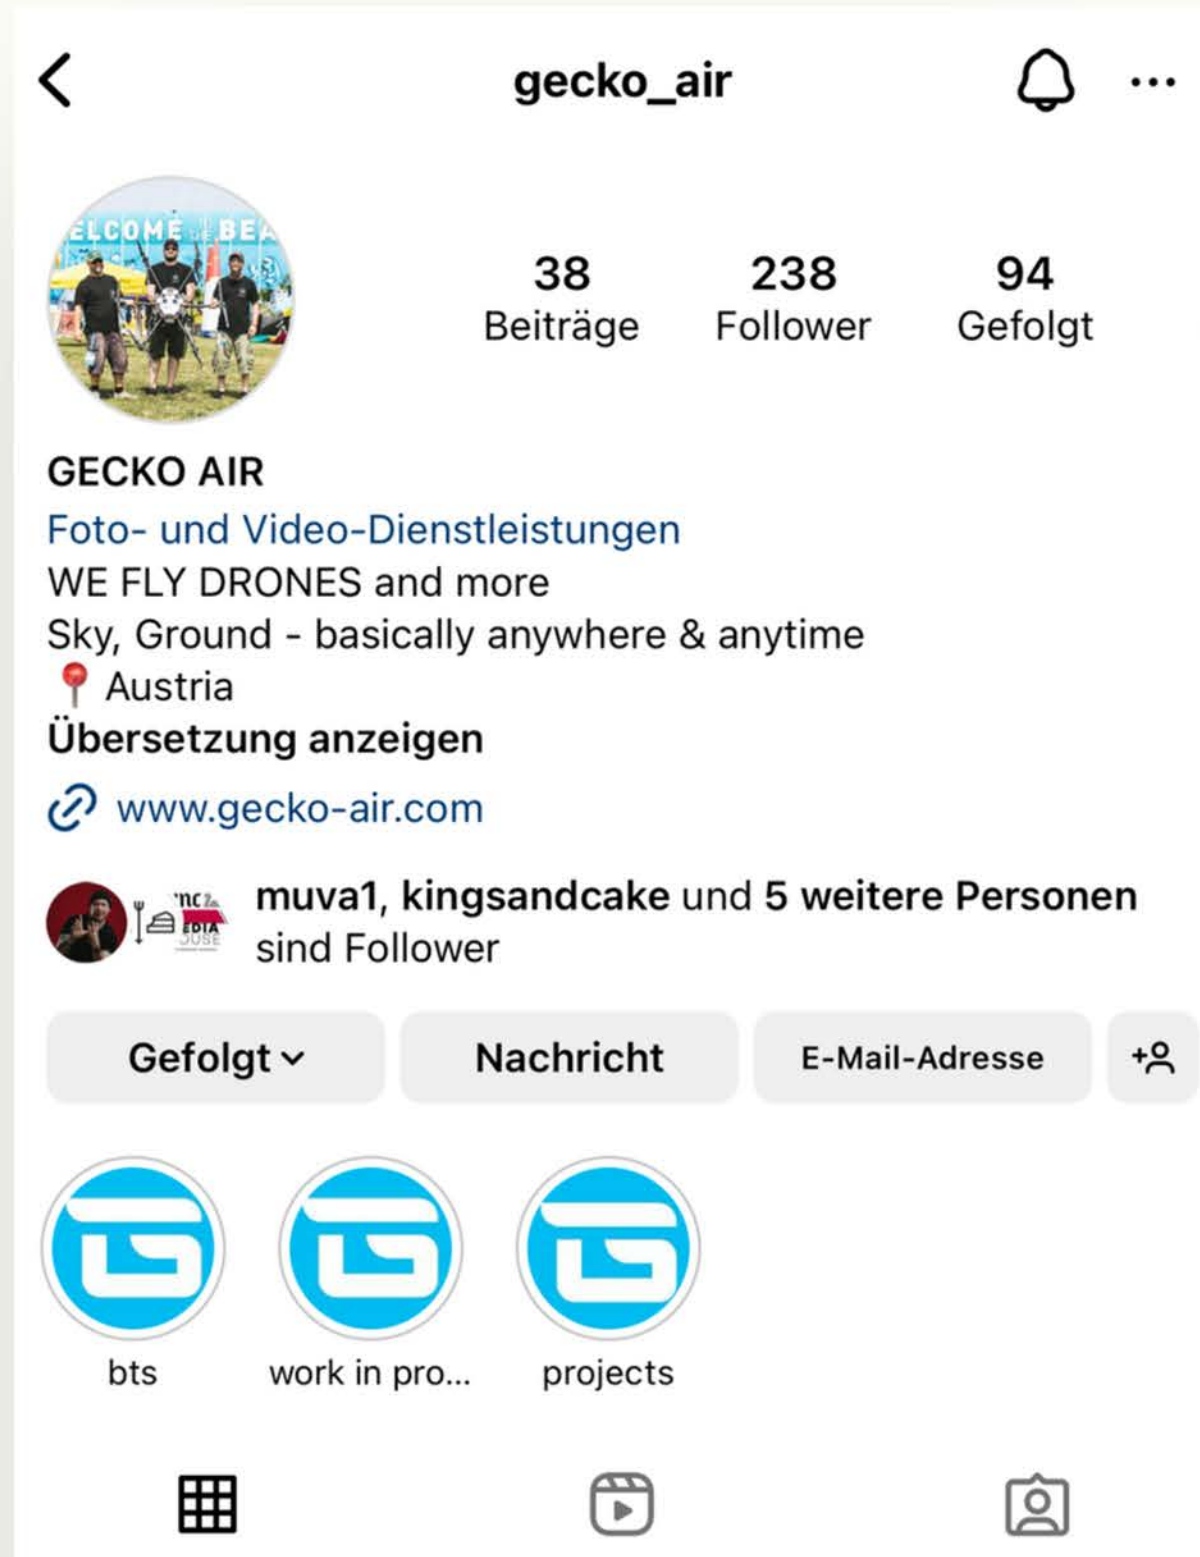 gecko_air
ELCOME BEA
38
Beiträge
238
Follower
94
Gefolgt
GECKO AIR
Foto- und Video-Dienstleistungen
WE FLY DRONES and more
Sky, Ground - basically anywhere & anytime
Austria
Übersetzung anzeigen
www.gecko-air.com
muva1, kingsandcake und 5 weitere Personen
sind Follower
Gefolgt
Nachricht
E-Mail-Adresse
bts
work in pro...
projects